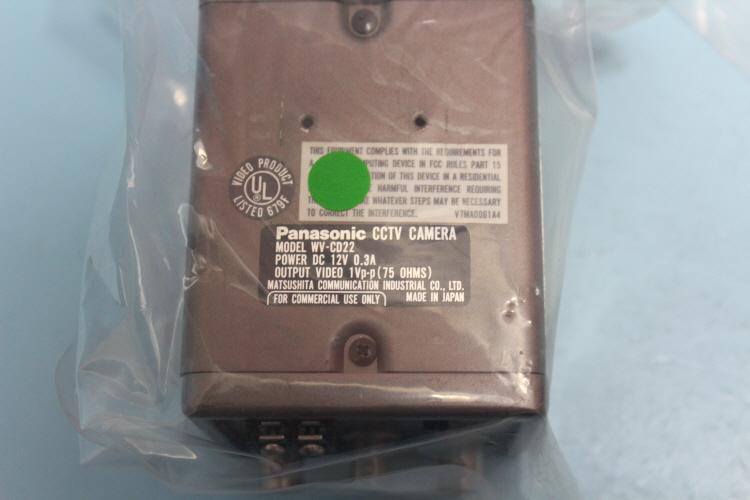 THIS EQUIPMENT COMPLIES WITH THE REQUIREMENTS FOR
A COMPUTING DEVICE IN FCC RULES PART 15
OF THIS DEVICE IN A RESIDENTIAL
HARMFUL INTERFERENCE REQUIRING
WHATEVER STEPS MAY BE NECESSARY
TO CORRECT THE INTERFERENCE. V7MA0061A4
VIDEO PRODUCT
UL
LISTED 679F
Panasonic CCTV CAMERA
MODEL WV-CD22
POWER DC 12V 0.3A
OUTPUT VIDEO 1Vp-p(75 OHMS)
MATSUSHITA COMMUNICATION INDUSTRIAL CO., LTD.
FOR COMMERCIAL USE ONLY MADE IN JAPAN